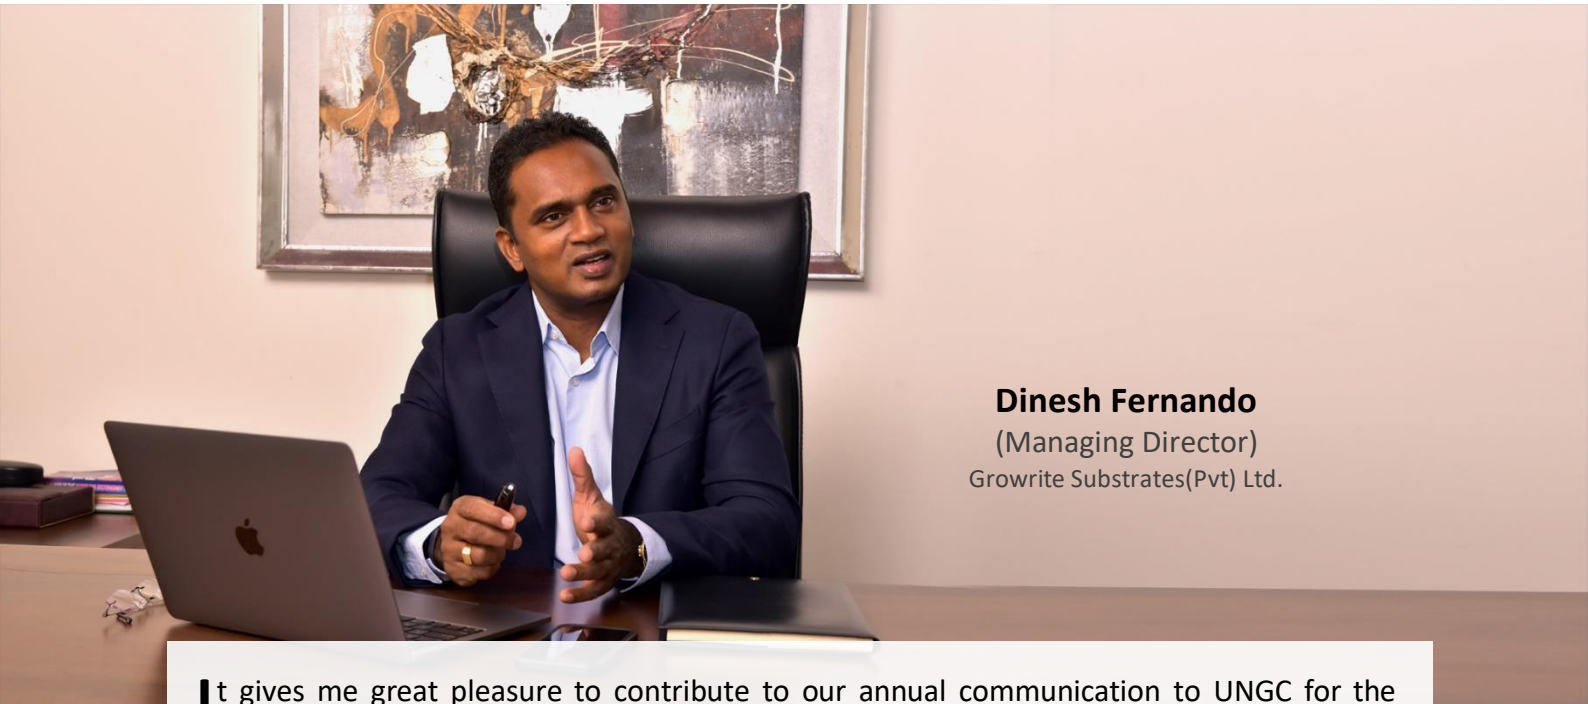 Dinesh Fernando
(Managing Director)
Growrite Substrates(Pvt) Ltd.
It gives me great pleasure to contribute to our annual communication to UNGC for the